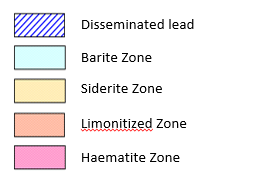 Disseminated lead
Barite Zone
Siderite Zone
Limonitized Zone
Haematite Zone